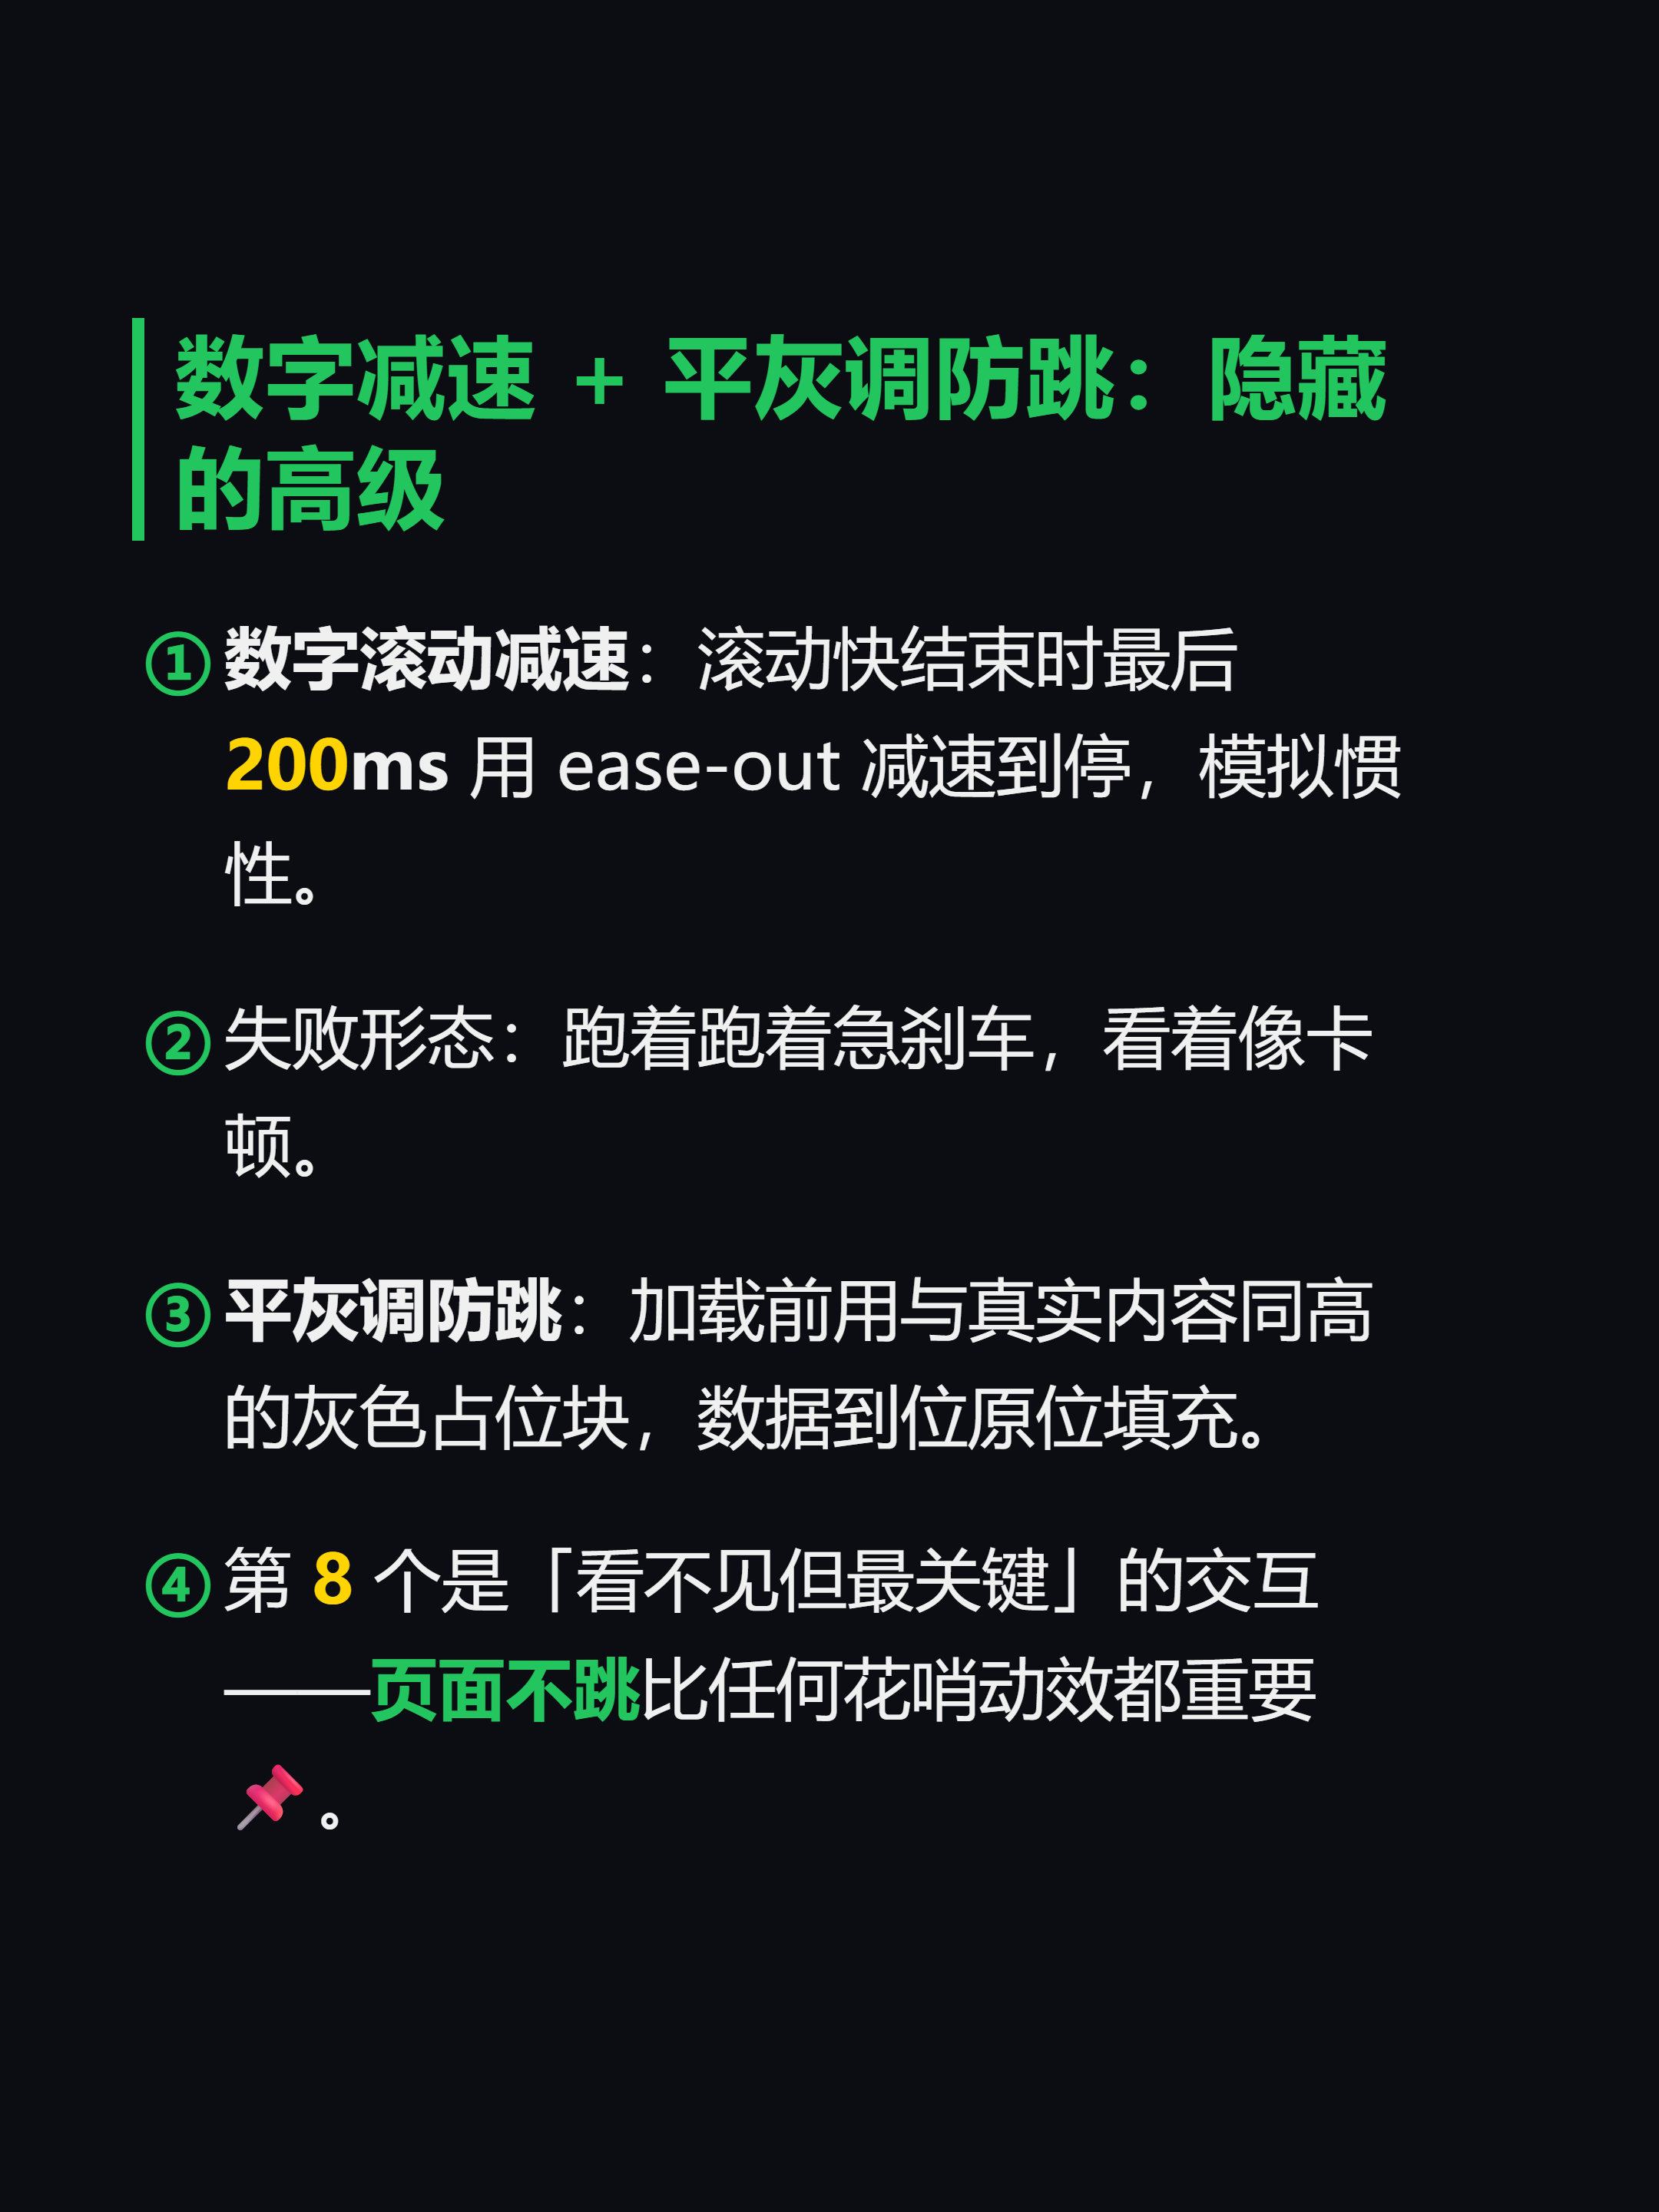 数字减速 + 平灰调防跳：隐藏
的高级
① 数字滚动减速：滚动快结束时最后
200ms 用 ease-out 减速到停，模拟惯
性。
② 失败形态：跑着跑着急刹车，看着像卡
顿。
③ 平灰调防跳：加载前用与真实内容同高
的灰色占位块，数据到位原位填充。
④ 第 8 个是「看不见但最关键」的交互
——页面不跳比任何花哨动效都重要
📌。